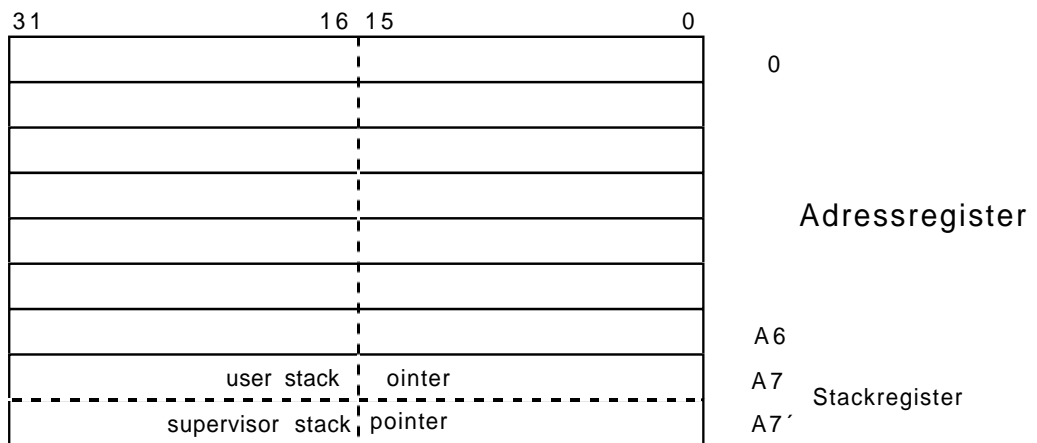 31 16 15 0
0
Adressregister
A6
user stack ointer A7
Stackregister
supervisor stack pointer A7´